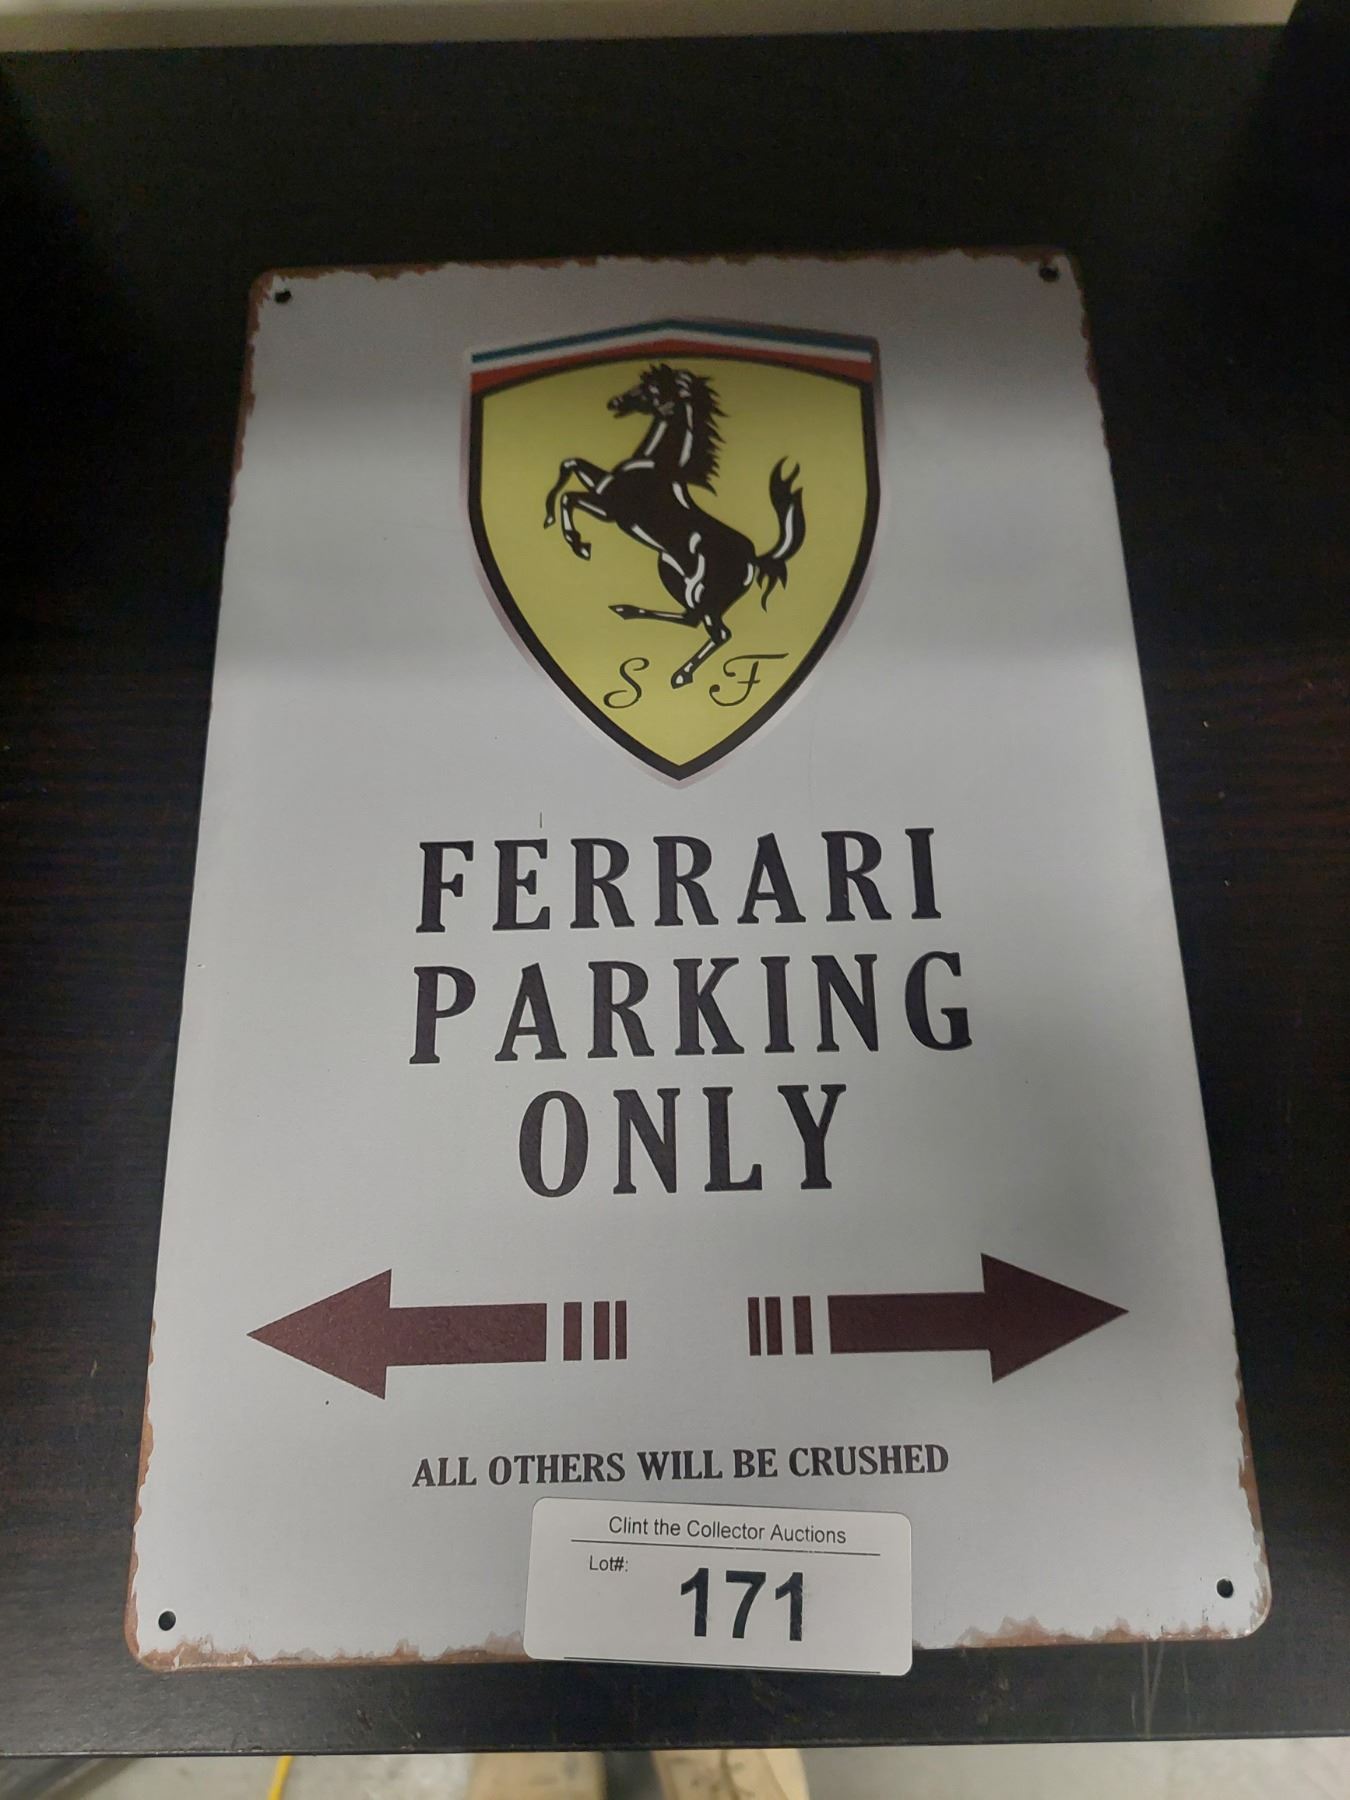 S F
FERRARI
PARKING
ONLY
ALL OTHERS WILL BE CRUSHED
Clint the Collector Auctions
Lot#:
171